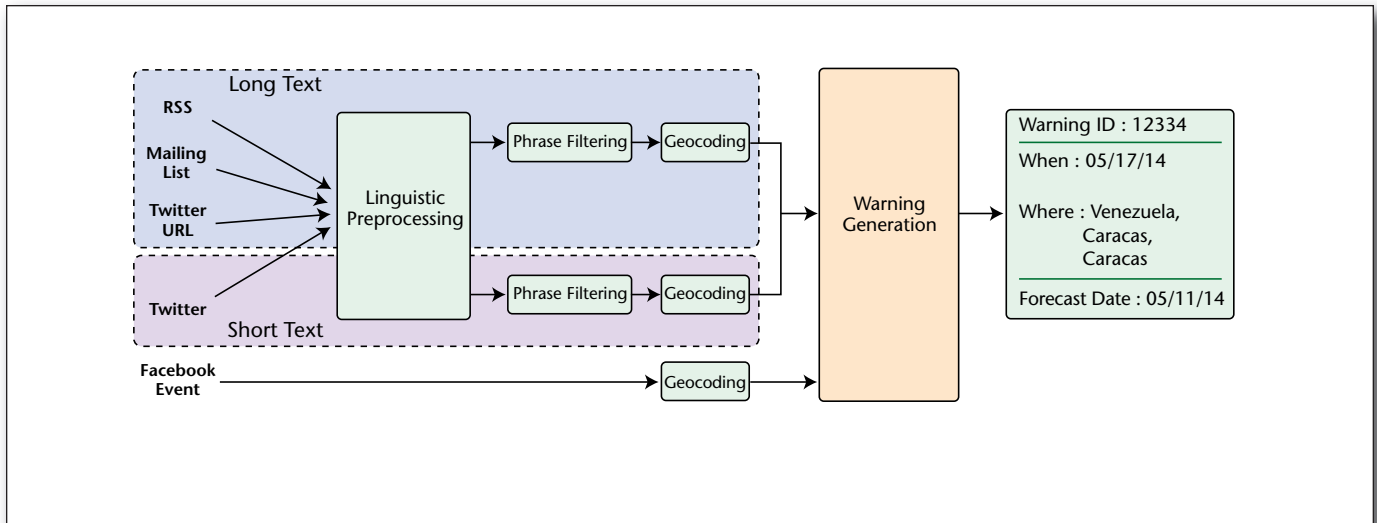 Long Text
RSS
Mailing
List
Twitter
URL
Twitter
Short Text
Facebook
Event
Linguistic
Preprocessing
Phrase Filtering
Geocoding
Phrase Filtering
Geocoding
Geocoding
Warning
Generation
Warning ID : 12334
When : 05/17/14
Where : Venezuela,
Caracas,
Caracas
Forecast Date : 05/11/14